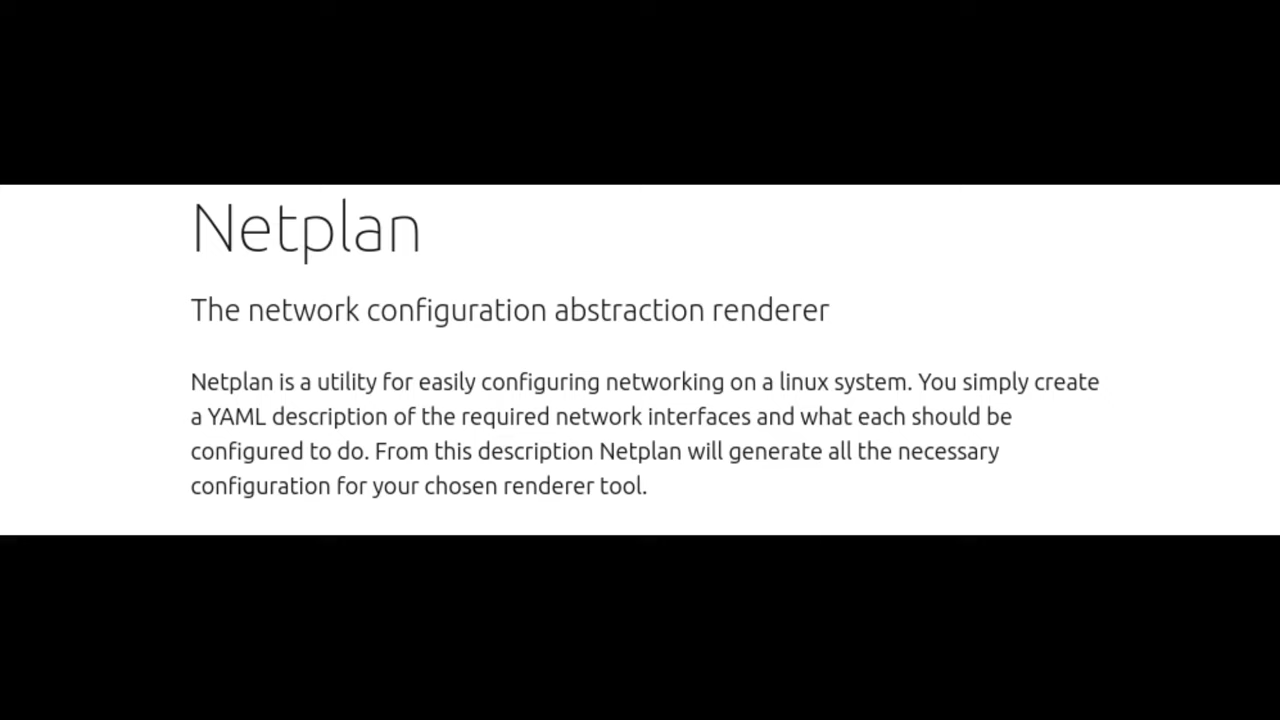 Netplan
The network configuration abstraction renderer
Netplan is a utility for easily configuring networking on a linux system. You simply create
a YAML description of the required network interfaces and what each should be
configured to do. From this description Netplan will generate all the necessary
configuration for your chosen renderer tool.